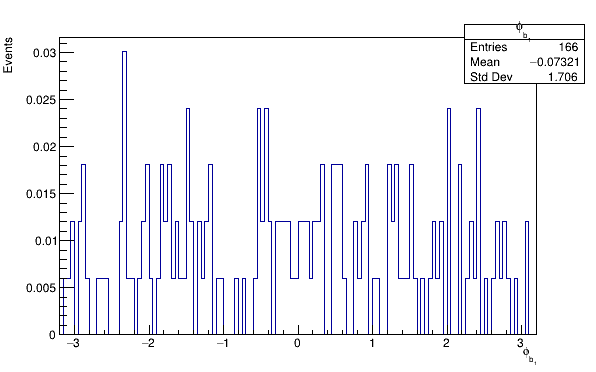 ϕ_b₁
Entries 166
Mean −0.07321
Std Dev 1.706
Events
0.03
0.025
0.02
0.015
0.01
0.005
0
−3 −2 −1 0 1 2 3
ϕ_b₁